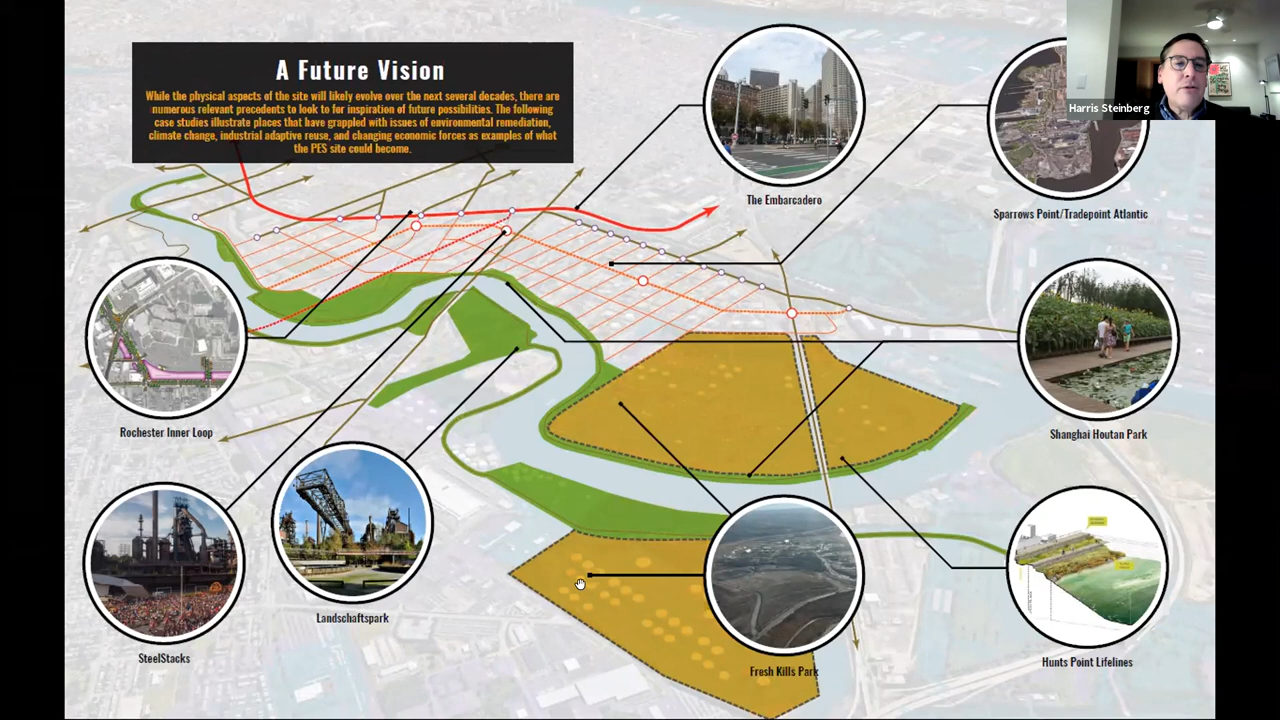 A Future Vision
While the physical aspects of the site will likely evolve over the next several decades, there are
numerous relevant precedents to look to for inspiration of future possibilities. The following
case studies illustrate places that have grappled with issues of environmental remediation,
climate change, industrial adaptive reuse, and changing economic forces as examples of what
the PES site could become.
Harris Steinberg
The Embarcadero
Sparrows Point/Tradepoint Atlantic
Rochester Inner Loop
Shanghai Houtan Park
Landschaftspark
SteelStacks
Fresh Kills Park
Hunts Point Lifelines